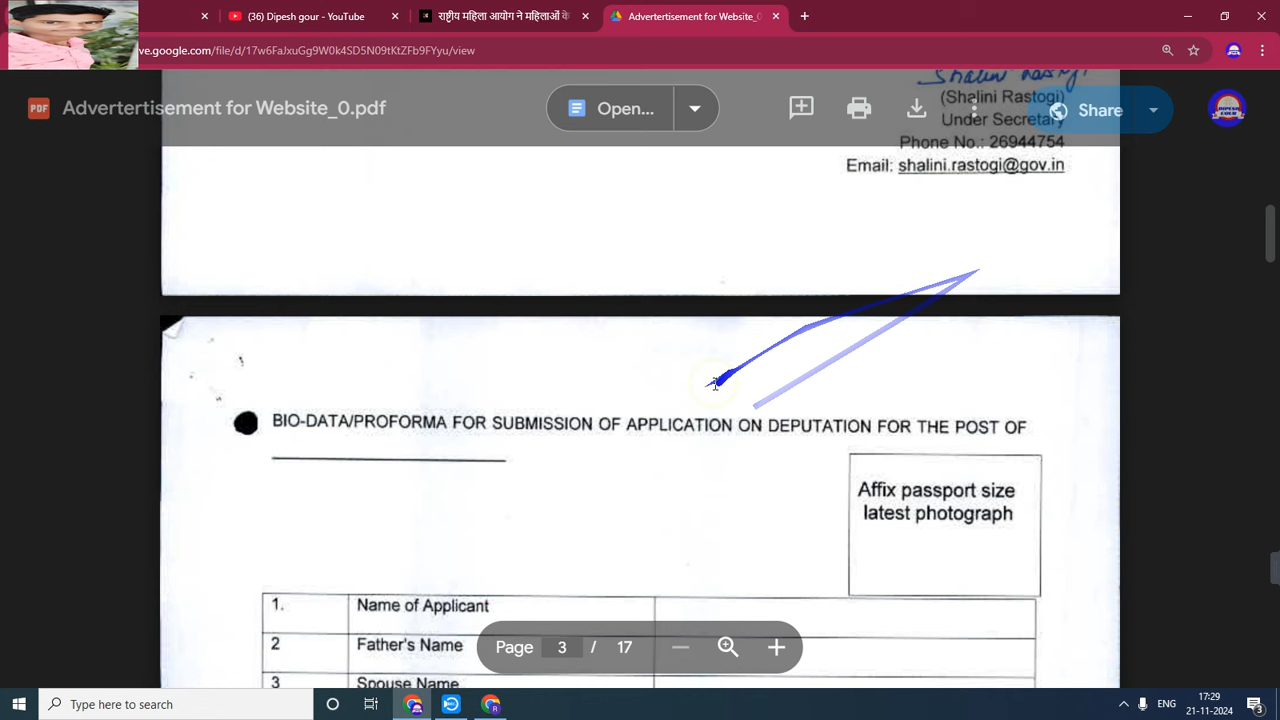 (36) Dipesh gour - YouTube
राष्ट्रीय महिला आयोग ने महिलाओं के
Advertertisement for Website_0
ve.google.com/file/d/17w6FaJxuGg9W0k4SD5N09tKtZFb9FYyu/view
PDF
Advertertisement for Website_0.pdf
Open...
Share
(Shalini Rastogi)
Under Secretary
Phone No.: 26944754
Email: shalini.rastogi@gov.in
BIO-DATA/PROFORMA FOR SUBMISSION OF APPLICATION ON DEPUTATION FOR THE POST OF
Affix passport size
latest photograph
1. Name of Applicant
2 Father's Name
3 Spouse Name
Page 3 / 17
Type here to search
ENG
17:29
21-11-2024